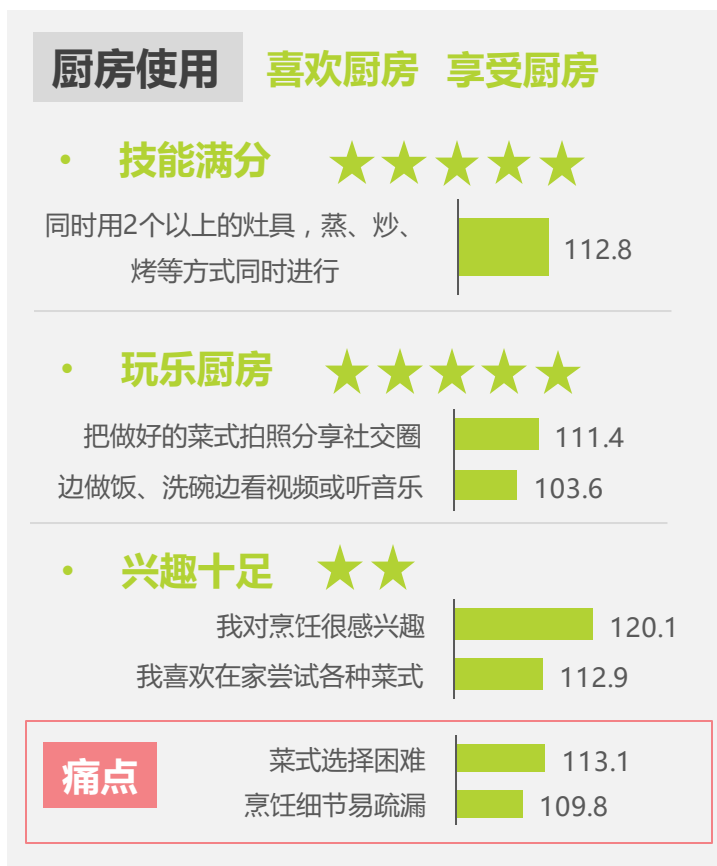 厨房使用 喜欢厨房 享受厨房
• 技能满分 ★★★★★
同时用2个以上的灶具，蒸、炒、
烤等方式同时进行
112.8
• 玩乐厨房 ★★★★★
把做好的菜式拍照分享社交圈 111.4
边做饭、洗碗边看视频或听音乐 103.6
• 兴趣十足 ★★
我对烹饪很感兴趣 120.1
我喜欢在家尝试各种菜式 112.9
痛点
菜式选择困难 113.1
烹饪细节易疏漏 109.8